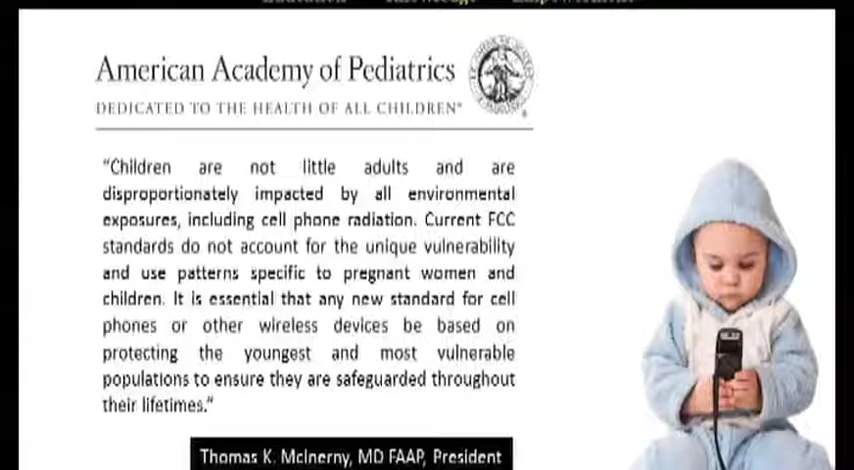 American Academy of Pediatrics
DEDICATED TO THE HEALTH OF ALL CHILDREN®
“Children are not little adults and are
disproportionately impacted by all environmental
exposures, including cell phone radiation. Current FCC
standards do not account for the unique vulnerability
and use patterns specific to pregnant women and
children. It is essential that any new standard for cell
phones or other wireless devices be based on
protecting the youngest and most vulnerable
populations to ensure they are safeguarded throughout
their lifetimes.“
Thomas K. McInerny, MD FAAP, President